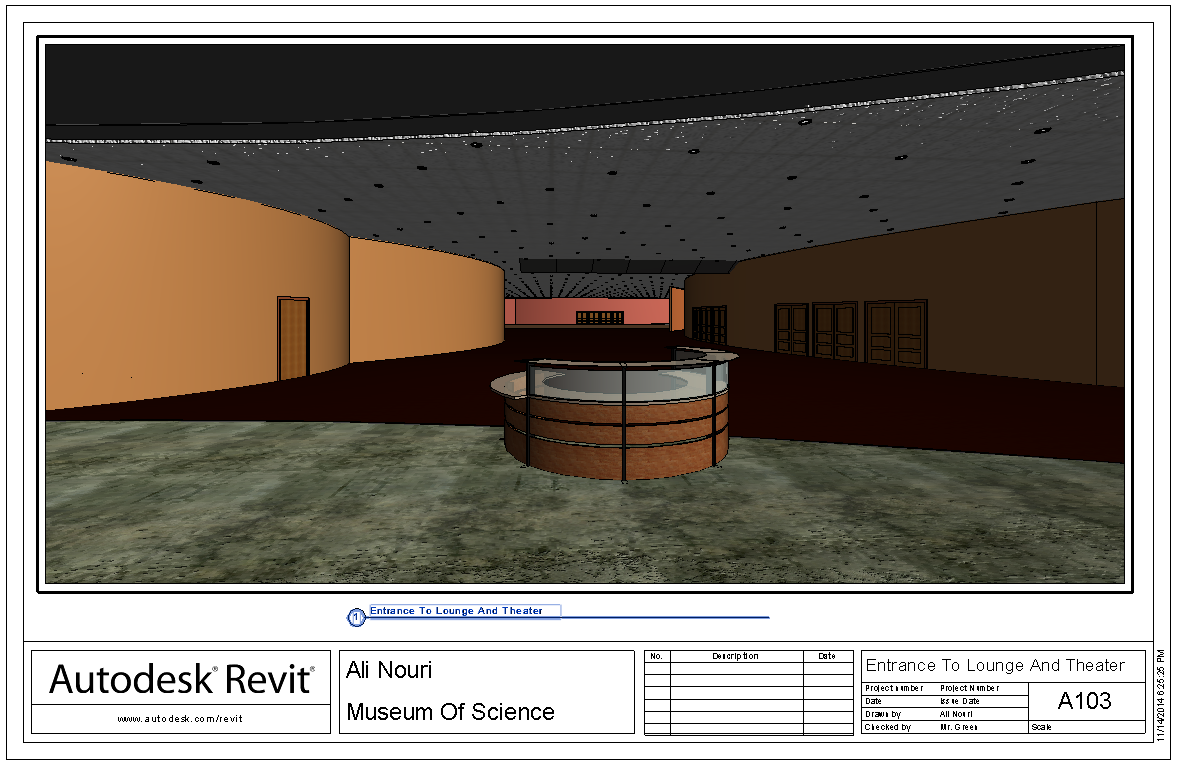 1 Entrance To Lounge And Theater
Autodesk® Revit®
www.autodesk.com/revit
Ali Nouri
Museum Of Science
No. Description Date
Entrance To Lounge And Theater
Project number Project Number
Date Issue Date
Drawn by Ali Nouri
Checked by Mr. Green
A103
Scale
11/14/2014 6:25:25 PM